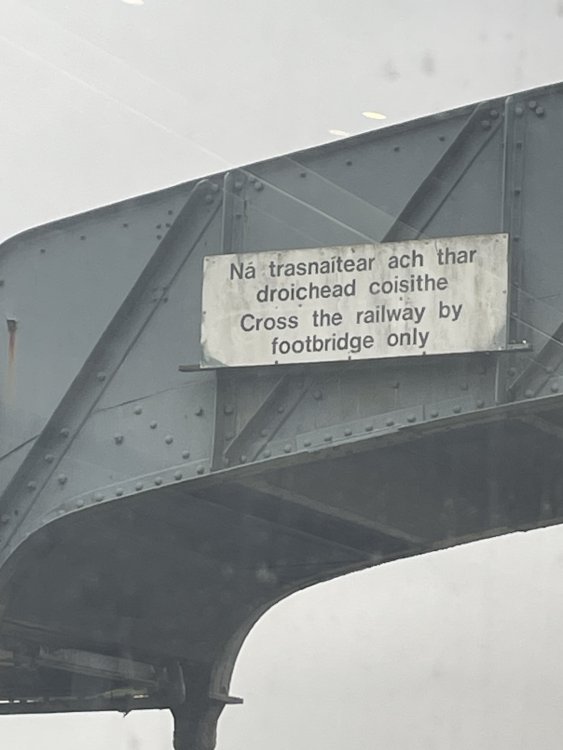 Ná trasnaítear ach thar
droichead coisithe
Cross the railway by
footbridge only